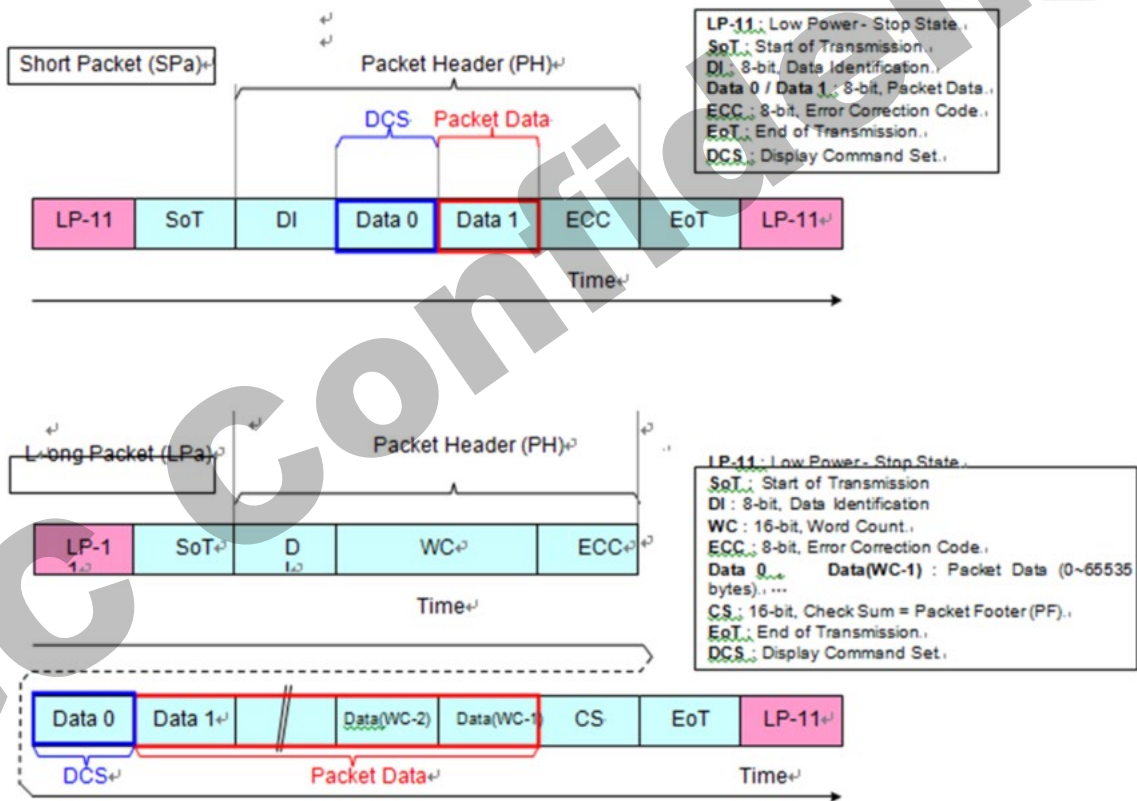 Short Packet (SPa)
Packet Header (PH)
DCS
Packet Data
LP-11 SoT DI Data 0 Data 1 ECC EoT LP-11
Time
LP-11 : Low Power - Stop State.
SoT : Start of Transmission.
DI : 8-bit, Data Identification.
Data 0 / Data 1 : 8-bit, Packet Data.
ECC : 8-bit, Error Correction Code.
EoT : End of Transmission.
DCS : Display Command Set.
L ong Packet (LPa)
Packet Header (PH)
LP-1
1
SoT
D
I
WC
ECC
Time
LP-11 : Low Power - Stop State.
SoT : Start of Transmission
DI : 8-bit, Data Identification
WC : 16-bit, Word Count.
ECC : 8-bit, Error Correction Code.
Data 0 Data(WC-1) : Packet Data (0~65535
bytes). ...
CS : 16-bit, Check Sum = Packet Footer (PF).
EoT : End of Transmission.
DCS : Display Command Set.
Data 0 Data 1 // Data(WC-2) Data(WC-1) CS EoT LP-11
DCS
Packet Data
Time
C Confident